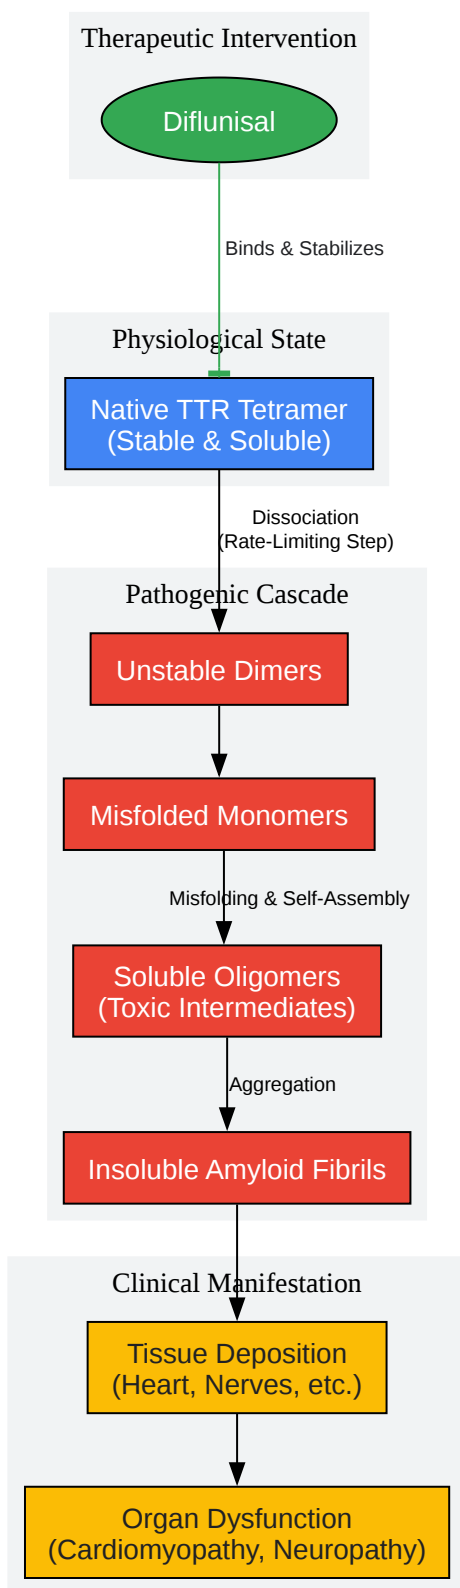 Therapeutic Intervention
Diflunisal
Binds & Stabilizes
Physiological State
Native TTR Tetramer
(Stable & Soluble)
Dissociation
(Rate-Limiting Step)
Pathogenic Cascade
Unstable Dimers
Misfolded Monomers
Misfolding & Self-Assembly
Soluble Oligomers
(Toxic Intermediates)
Aggregation
Insoluble Amyloid Fibrils
Clinical Manifestation
Tissue Deposition
(Heart, Nerves, etc.)
Organ Dysfunction
(Cardiomyopathy, Neuropathy)